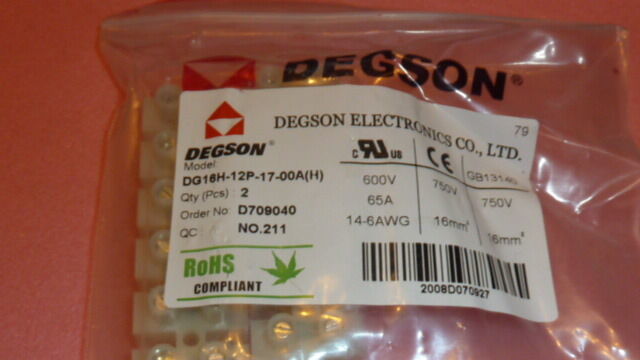 DEGSON®
DEGSON ELECTRONICS CO., LTD.
79
DEGSON
Model:
DG16H-12P-17-00A(H)
Qty (Pcs) : 2
Order No: D709040
QC : NO.211
c RU us
600V
65A
14-6AWG
CE
750V
16mm²
750V
16mm²
RoHS
COMPLIANT
2008D070927